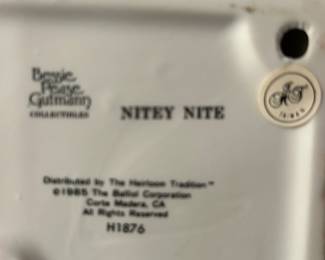 Bessie
Pease
Gutmann
COLLECTIBLES
NITEY NITE
Distributed by The Heirloom Tradition™
©1985 The Balliol Corporation
Corte Madera, CA
All Rights Reserved
H1876